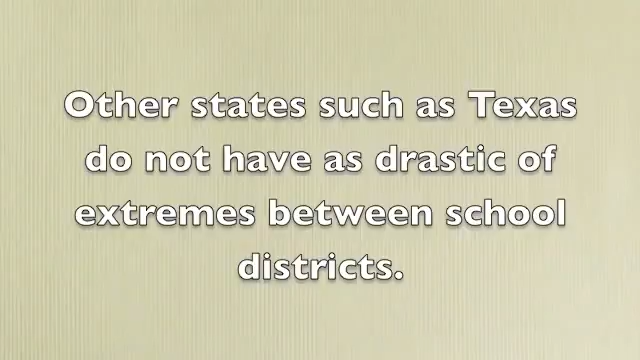 Other states such as Texas
do not have as drastic of
extremes between school
districts.